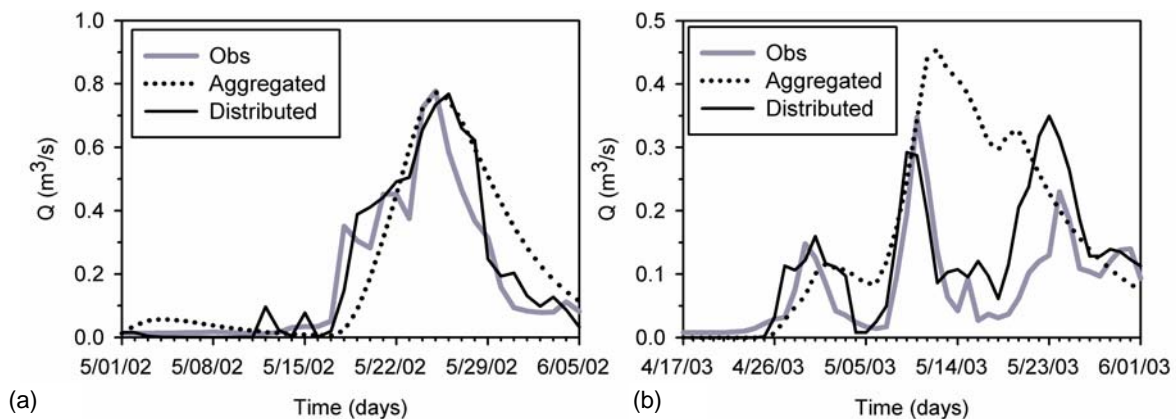 1.0
0.8
0.6
0.4
0.2
0.0
Q (m³/s)
Obs
Aggregated
Distributed
5/01/02 5/08/02 5/15/02 5/22/02 5/29/02 6/05/02
Time (days)
(a)
0.5
0.4
0.3
0.2
0.1
0.0
Q (m³/s)
Obs
Aggregated
Distributed
4/17/03 4/26/03 5/05/03 5/14/03 5/23/03 6/01/03
Time (days)
(b)